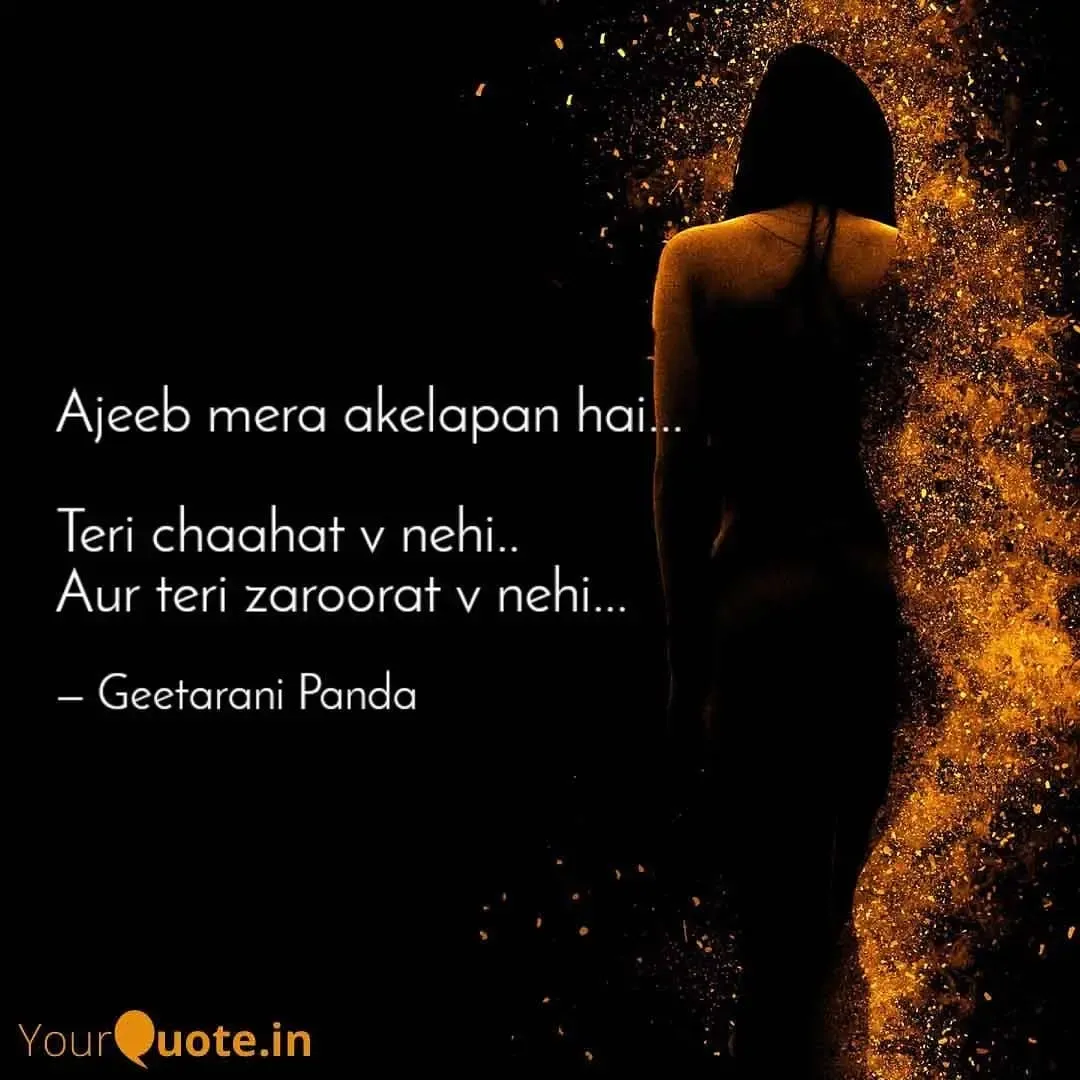 Ajeeb mera akelapan hai...
Teri chaahat v nehi..
Aur teri zaroorat v nehi...
– Geetarani Panda
YourQuote.in